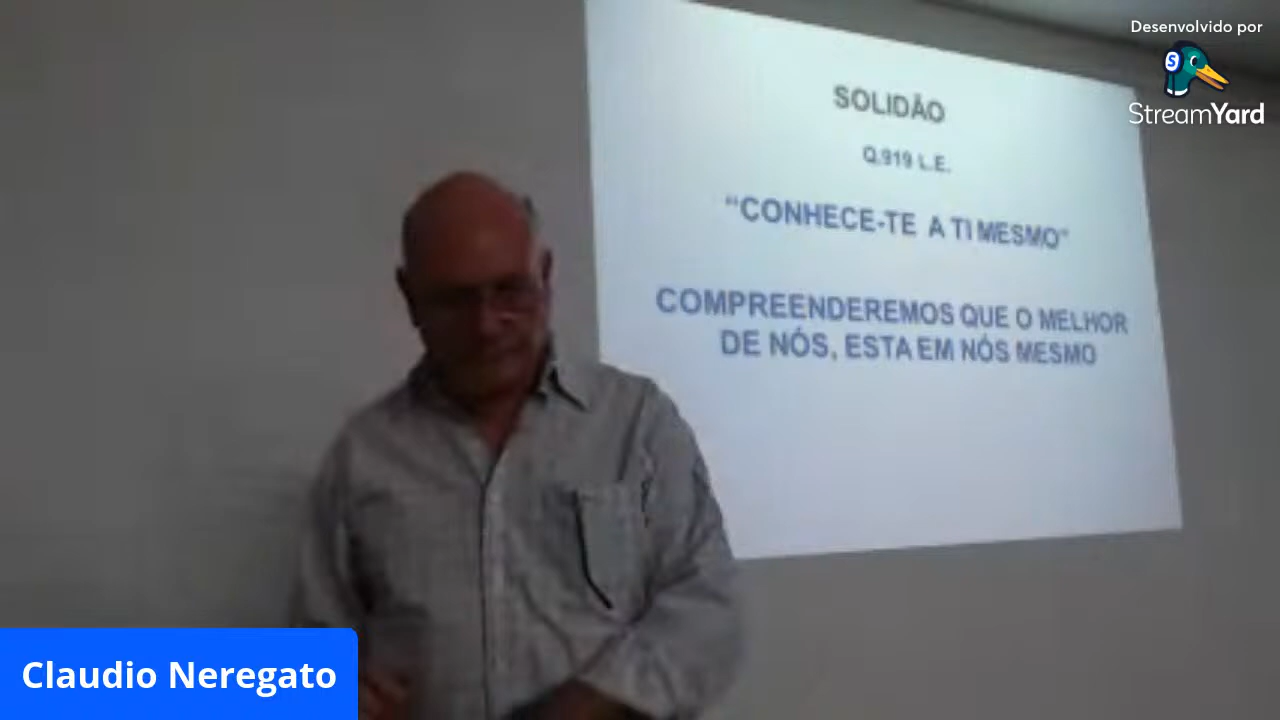 Desenvolvido por
StreamYard
SOLIDÃO
Q.919 L.E.
“CONHECE-TE A TI MESMO”
COMPREENDEREMOS QUE O MELHOR
DE NÓS, ESTA EM NÓS MESMO
Claudio Neregato